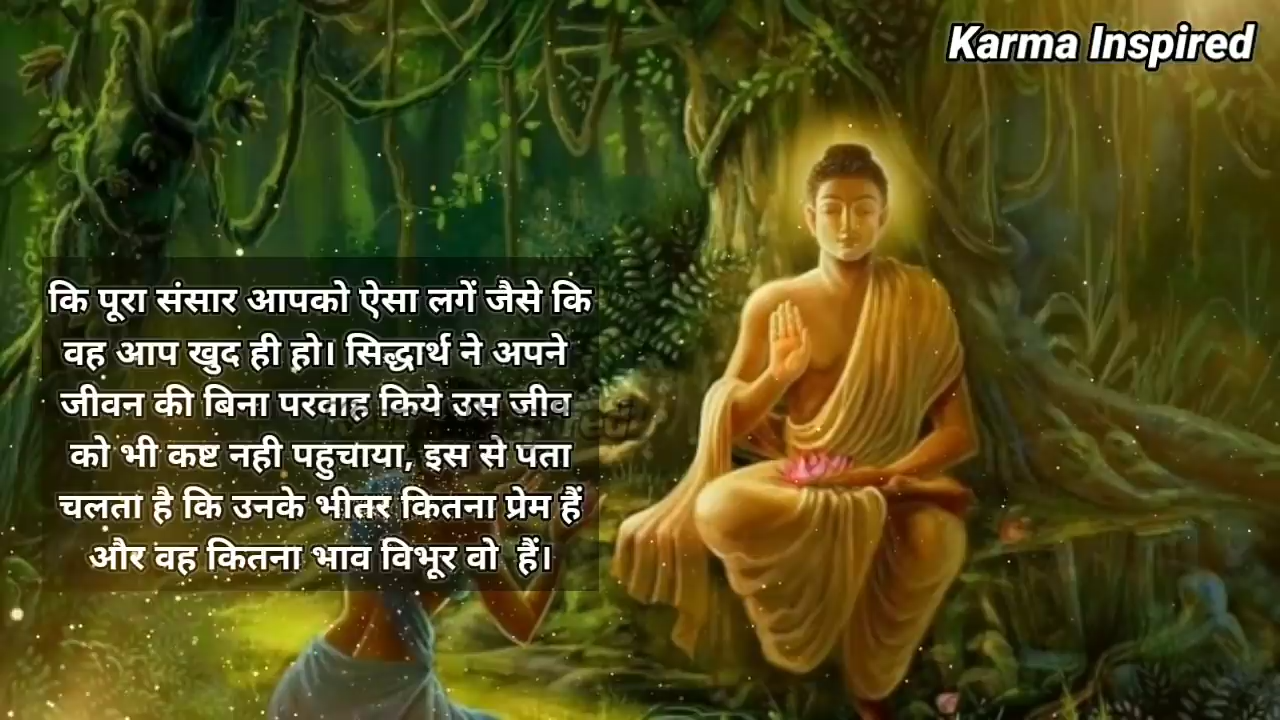 Karma Inspired
कि पूरा संसार आपको ऐसा लगें जैसे कि
वह आप खुद ही हो। सिद्धार्थ ने अपने
जीवन की बिना परवाह किये उस जीव
को भी कष्ट नही पहुचाया, इस से पता
चलता है कि उनके भीतर कितना प्रेम हैं
और वह कितना भाव विभूर वो हैं।